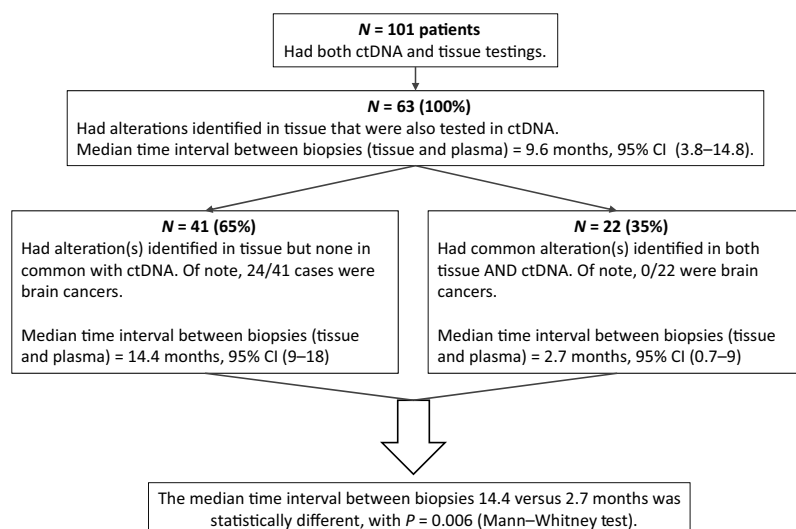 N = 101 patients
Had both ctDNA and tissue testings.
N = 63 (100%)
Had alterations identified in tissue that were also tested in ctDNA.
Median time interval between biopsies (tissue and plasma) = 9.6 months, 95% CI (3.8–14.8).
N = 41 (65%)
Had alteration(s) identified in tissue but none in
common with ctDNA. Of note, 24/41 cases were
brain cancers.
Median time interval between biopsies (tissue
and plasma) = 14.4 months, 95% CI (9–18)
N = 22 (35%)
Had common alteration(s) identified in both
tissue AND ctDNA. Of note, 0/22 were brain
cancers.
Median time interval between biopsies (tissue
and plasma) = 2.7 months, 95% CI (0.7–9)
The median time interval between biopsies 14.4 versus 2.7 months was
statistically different, with P = 0.006 (Mann–Whitney test).